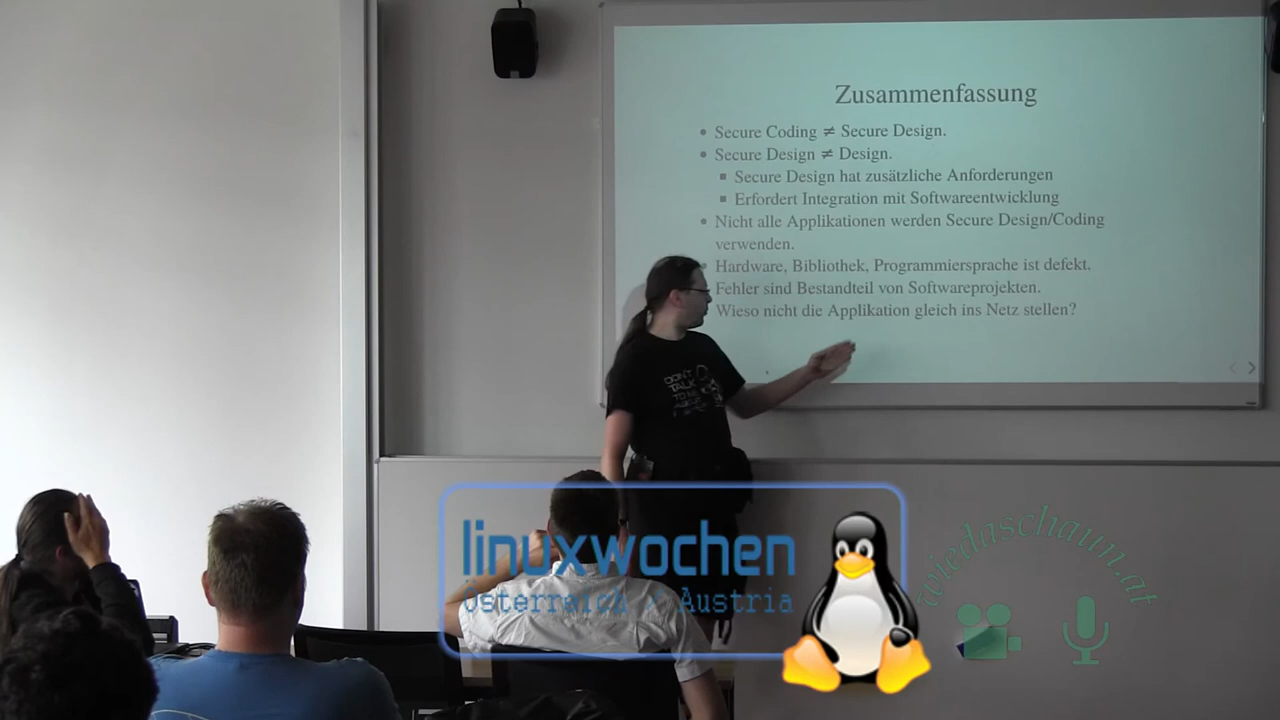 Zusammenfassung
• Secure Coding ≠ Secure Design.
• Secure Design ≠ Design.
▪ Secure Design hat zusätzliche Anforderungen
▪ Erfordert Integration mit Softwareentwicklung
• Nicht alle Applikationen werden Secure Design/Coding
verwenden.
Hardware, Bibliothek, Programmiersprache ist defekt.
Fehler sind Bestandteil von Softwareprojekten.
Wieso nicht die Applikation gleich ins Netz stellen?
DON'T
TALK
linuxwochen
Österreich / Austria
wiedaschaun.at